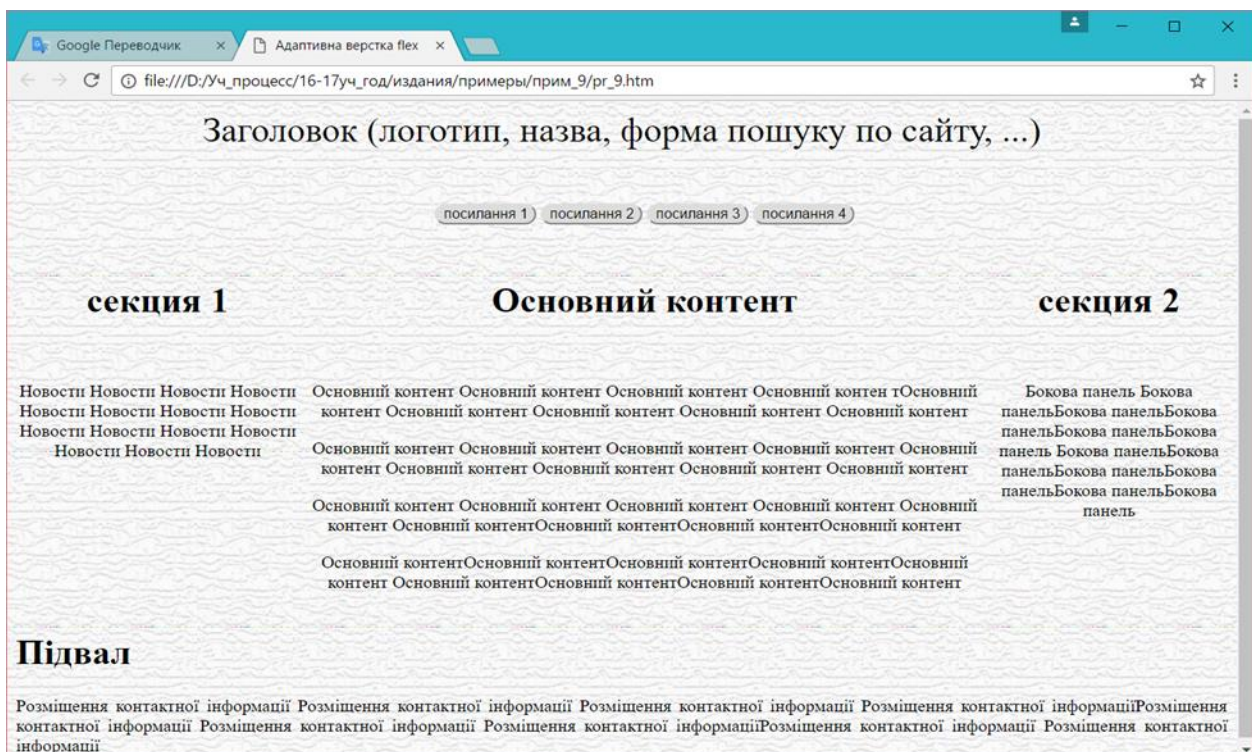 Google Переводчик
Адаптивна верстка flex
file:///D:/Уч_процесс/16-17уч_год/издания/примеры/прим_9/pr_9.htm
Заголовок (логотип, назва, форма пошуку по сайту, ...)
посилання 1 посилання 2 посилання 3 посилання 4
секция 1
Новости Новости Новости Новости
Новости Новости Новости Новости
Новости Новости Новости Новости
Новости Новости Новости
Основний контент
Основний контент Основний контент Основний контент Основний контен тОсновний
контент Основний контент Основний контент Основний контент Основний контент
Основний контент Основний контент Основний контент Основний контент Основний
контент Основний контент Основний контент Основний контент Основний контент
Основний контент Основний контент Основний контент Основний контент Основний
контент Основний контентОсновний контентОсновний контентОсновний контент
Основний контентОсновний контентОсновний контентОсновний контентОсновний
контент Основний контентОсновний контентОсновний контентОсновний контент
секция 2
Бокова панель Бокова
панельБокова панельБокова
панельБокова панельБокова
панель Бокова панельБокова
панельБокова панельБокова
панельБокова панельБокова
панель
Підвал
Розміщення контактної інформації Розміщення контактної інформації Розміщення контактної інформації Розміщення контактної інформаціїРозміщення
контактної інформації Розміщення контактної інформації Розміщення контактної інформаціїРозміщення контактної інформації Розміщення контактної
інформації